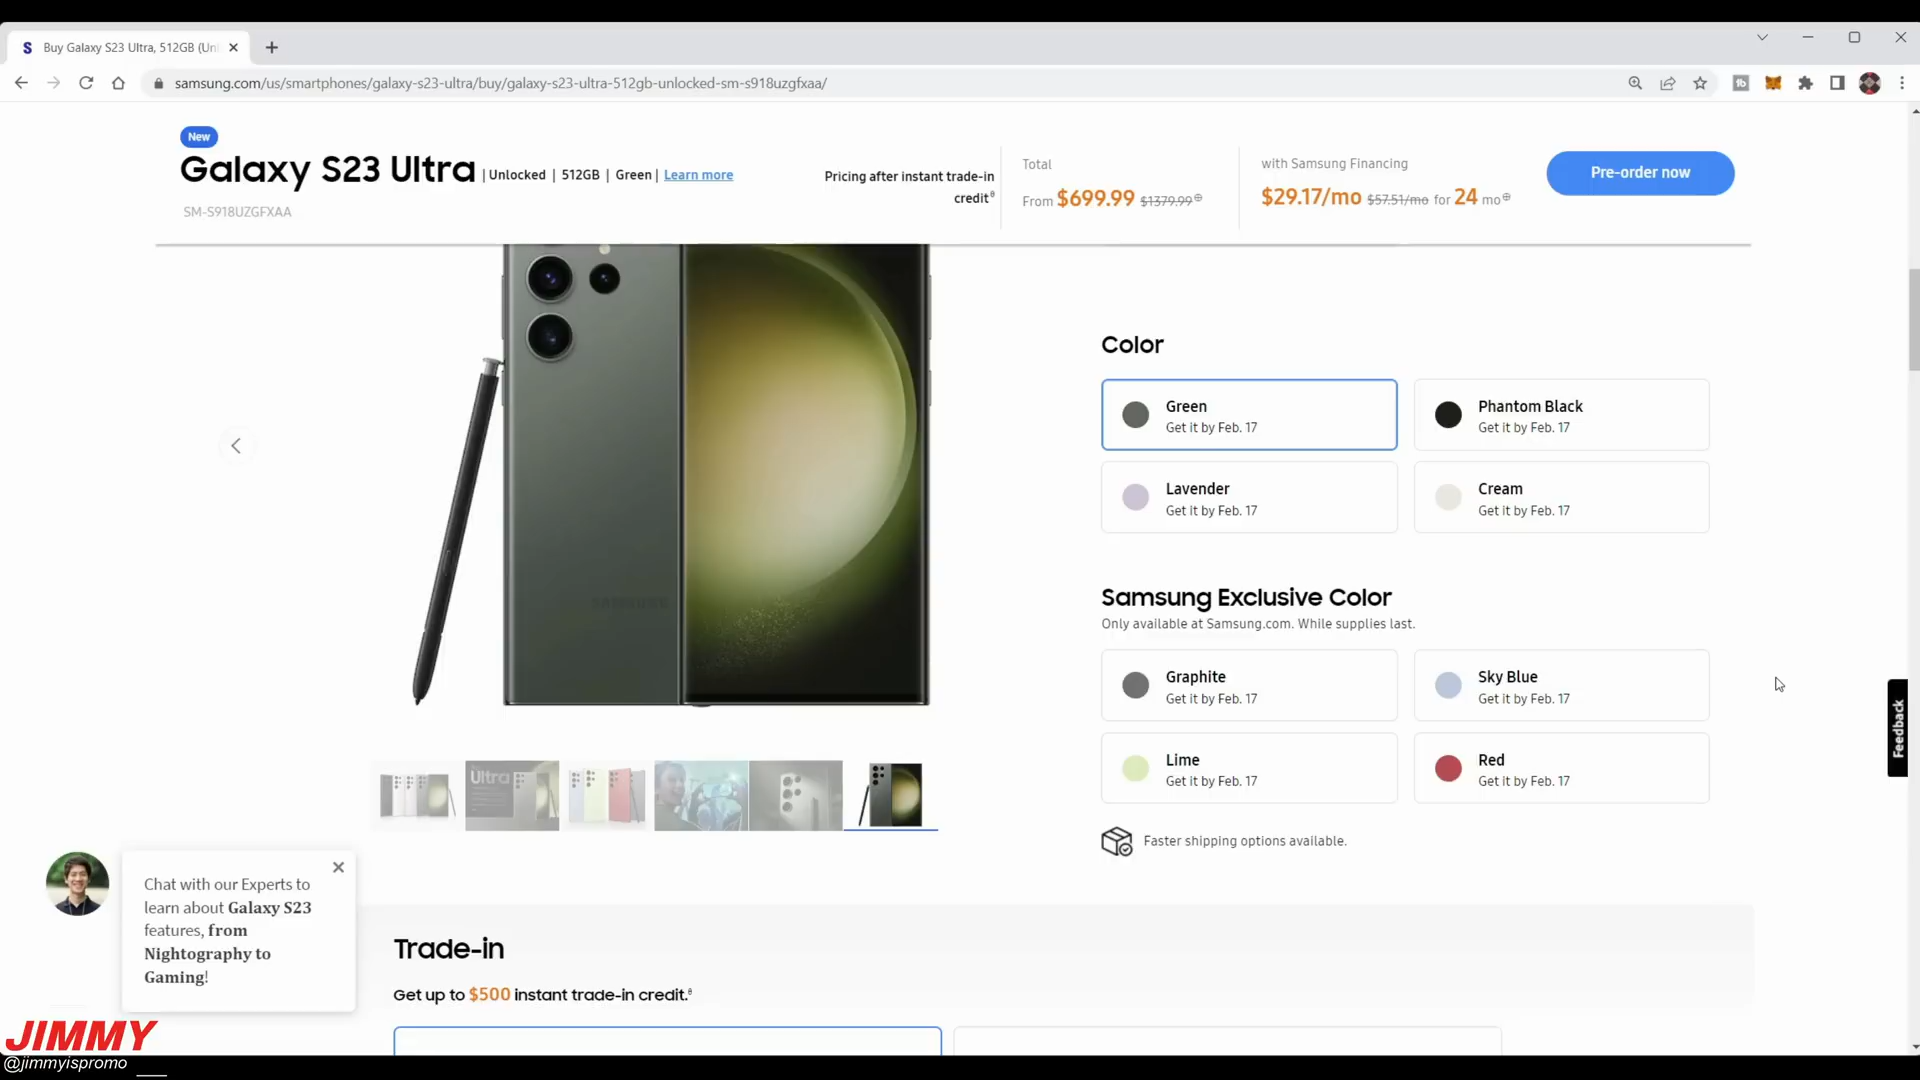 Buy Galaxy S23 Ultra, 512GB (Un
samsung.com/us/smartphones/galaxy-s23-ultra/buy/galaxy-s23-ultra-512gb-unlocked-sm-s918uzgfxaa/
New
Galaxy S23 Ultra | Unlocked | 512GB | Green | Learn more
SM-S918UZGFXAA
Pricing after instant trade-in
credit
Total
From $699.99 $1379.99
with Samsung Financing
$29.17/mo $57.51/mo for 24 mo
Pre-order now
SAMSUNG
Color
Green
Get it by Feb. 17
Phantom Black
Get it by Feb. 17
Lavender
Get it by Feb. 17
Cream
Get it by Feb. 17
Samsung Exclusive Color
Only available at Samsung.com. While supplies last.
Graphite
Get it by Feb. 17
Sky Blue
Get it by Feb. 17
Lime
Get it by Feb. 17
Red
Get it by Feb. 17
Faster shipping options available.
Feedback
Ultra
Chat with our Experts to
learn about Galaxy S23
features, from
Nightography to
Gaming!
Trade-in
Get up to $500 instant trade-in credit.
JIMMY
@jimmyispromo